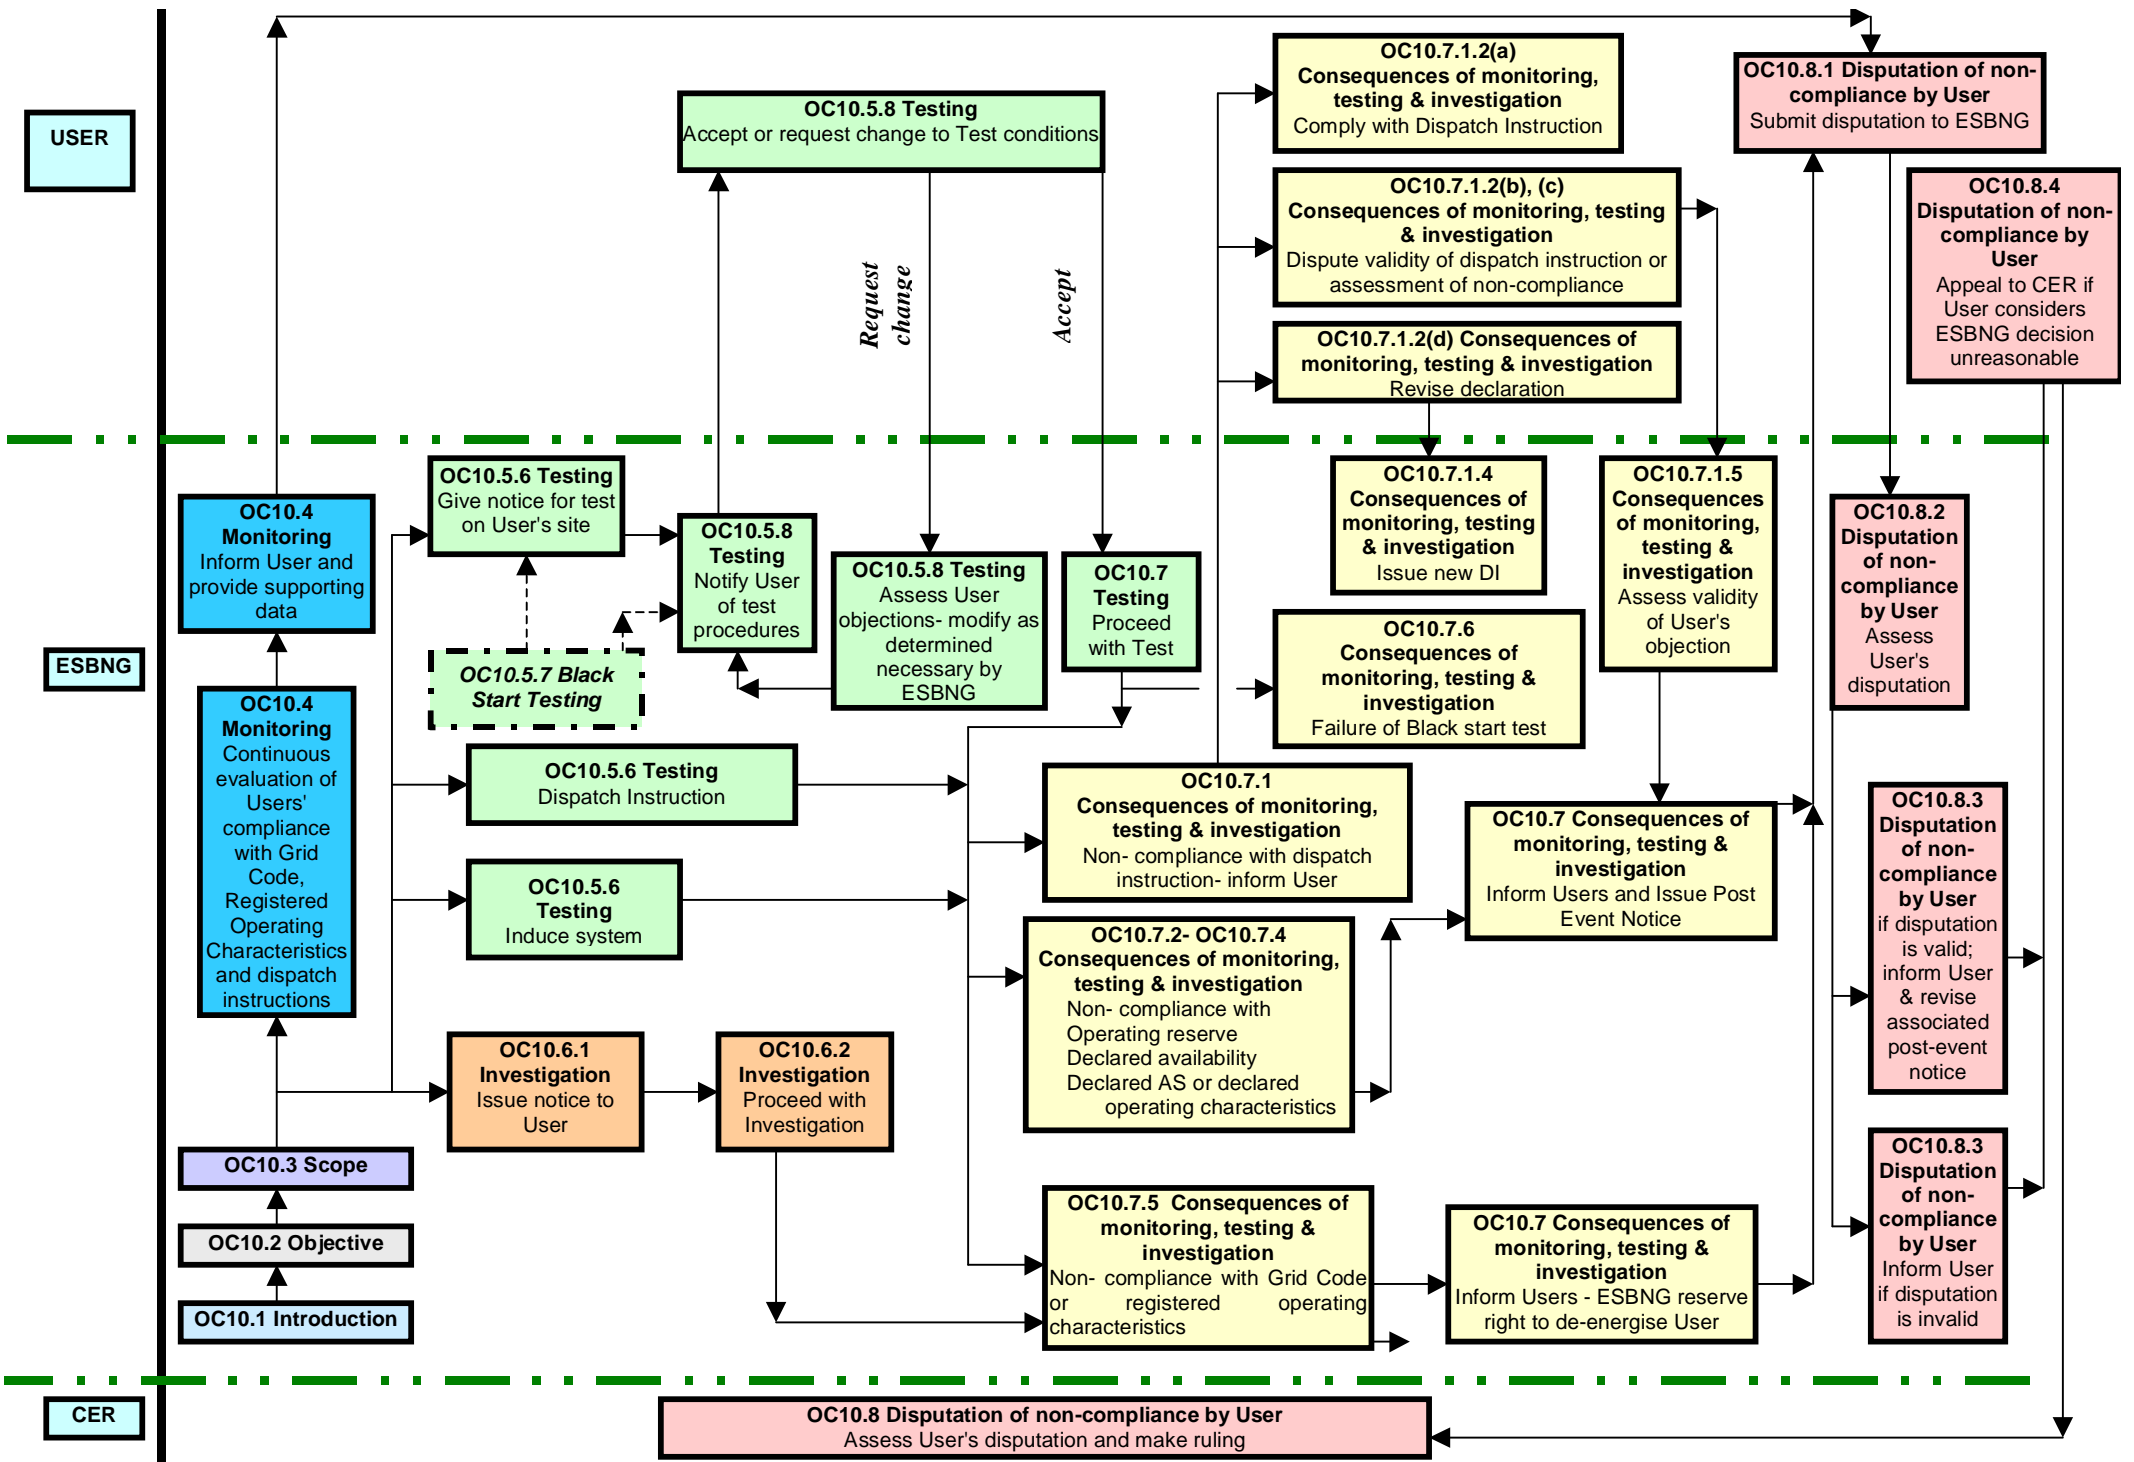 USER
OC10.5.8 Testing
Accept or request change to Test conditions
OC10.7.1.2(a)
Consequences of monitoring,
testing & investigation
Comply with Dispatch Instruction
OC10.8.1 Disputation of non-
compliance by User
Submit disputation to ESBNG
OC10.7.1.2(b), (c)
Consequences of monitoring, testing
& investigation
Dispute validity of dispatch instruction or
assessment of non-compliance
OC10.8.4
Disputation of non-
compliance by
User
Appeal to CER if
User considers
ESBNG decision
unreasonable
Request
change
Accept
OC10.7.1.2(d) Consequences of
monitoring, testing & investigation
Revise declaration
ESBNG
OC10.4
Monitoring
Inform User and
provide supporting
data
OC10.5.6 Testing
Give notice for test
on User's site
OC10.5.8
Testing
Notify User
of test
procedures
OC10.5.8 Testing
Assess User
objections- modify as
determined
necessary by
ESBNG
OC10.7
Testing
Proceed
with Test
OC10.7.1.4
Consequences of
monitoring, testing
& investigation
Issue new DI
OC10.7.1.5
Consequences
of monitoring,
testing &
investigation
Assess validity
of User's
objection
OC10.8.2
Disputation
of non-
compliance
by User
Assess
User's
disputation
OC10.5.7 Black
Start Testing
OC10.7.6
Consequences of
monitoring, testing &
investigation
Failure of Black start test
OC10.4
Monitoring
Continuous
evaluation of
Users'
compliance
with Grid
Code,
Registered
Operating
Characteristics
and dispatch
instructions
OC10.5.6 Testing
Dispatch Instruction
OC10.7.1
Consequences of monitoring,
testing & investigation
Non- compliance with dispatch
instruction- inform User
OC10.7 Consequences of
monitoring, testing &
investigation
Inform Users and Issue Post
Event Notice
OC10.8.3
Disputation
of non-
compliance
by User
if disputation
is valid;
inform User
& revise
associated
post-event
notice
OC10.5.6
Testing
Induce system
OC10.7.2- OC10.7.4
Consequences of monitoring,
testing & investigation
Non- compliance with
Operating reserve
Declared availability
Declared AS or declared
operating characteristics
OC10.6.1
Investigation
Issue notice to
User
OC10.6.2
Investigation
Proceed with
Investigation
OC10.3 Scope
OC10.2 Objective
OC10.1 Introduction
OC10.7.5 Consequences of
monitoring, testing &
investigation
Non- compliance with Grid Code
or registered operating
characteristics
OC10.7 Consequences of
monitoring, testing &
investigation
Inform Users - ESBNG reserve
right to de-energise User
OC10.8.3
Disputation
of non-
compliance
by User
Inform User
if disputation
is invalid
CER
OC10.8 Disputation of non-compliance by User
Assess User's disputation and make ruling